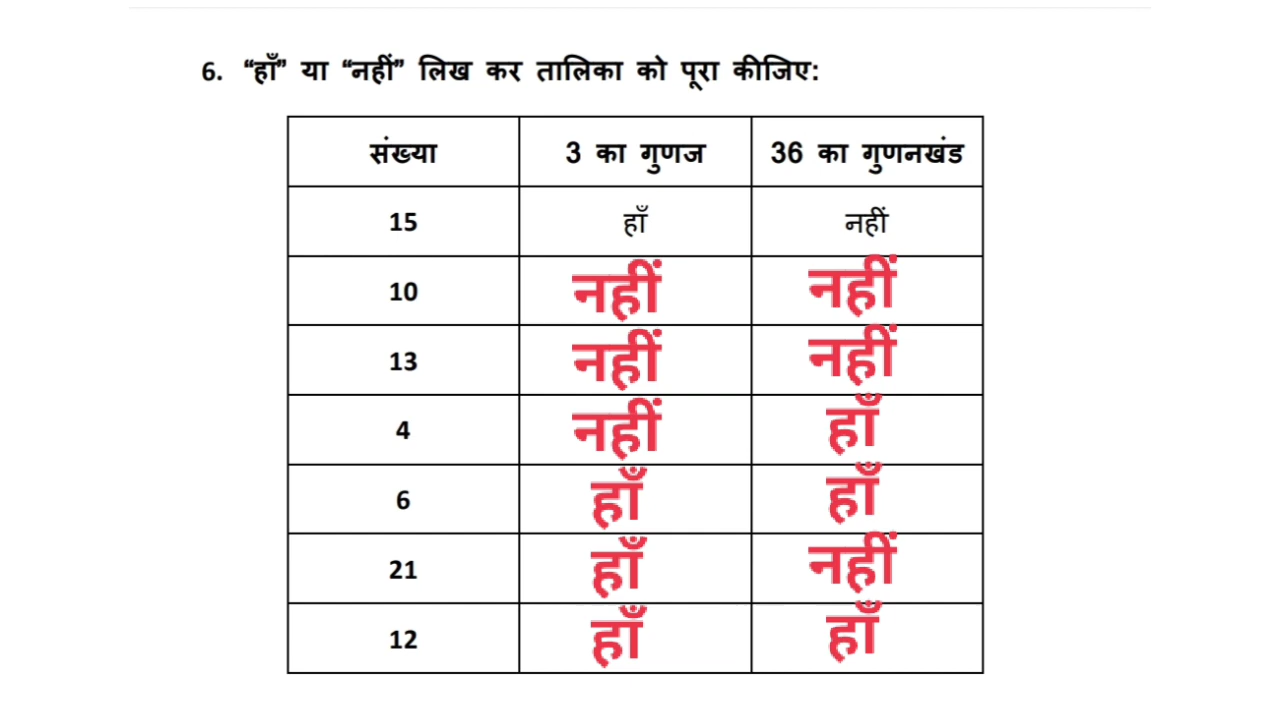 6. “हाँ” या “नहीं” लिख कर तालिका को पूरा कीजिए:
संख्या 3 का गुणज 36 का गुणनखंड
15 हाँ नहीं
10 नहीं नहीं
13 नहीं नहीं
4 नहीं हाँ
6 हाँ हाँ
21 हाँ नहीं
12 हाँ हाँ